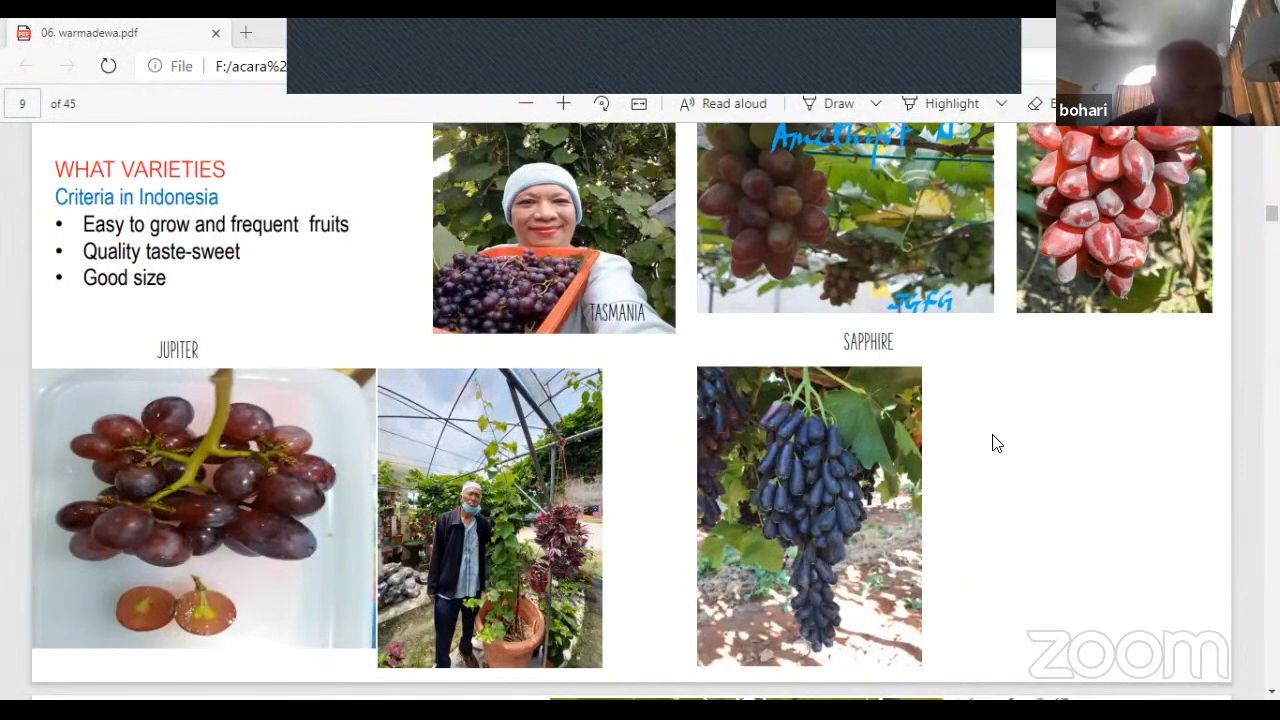 06. warmadewa.pdf
File
F:/acara%2
9
of 45
Read aloud
Draw
Highlight
bohari
WHAT VARIETIES
Criteria in Indonesia
• Easy to grow and frequent fruits
• Quality taste-sweet
• Good size
TASMANIA
JGFG
JUPITER
SAPPHIRE
zoom